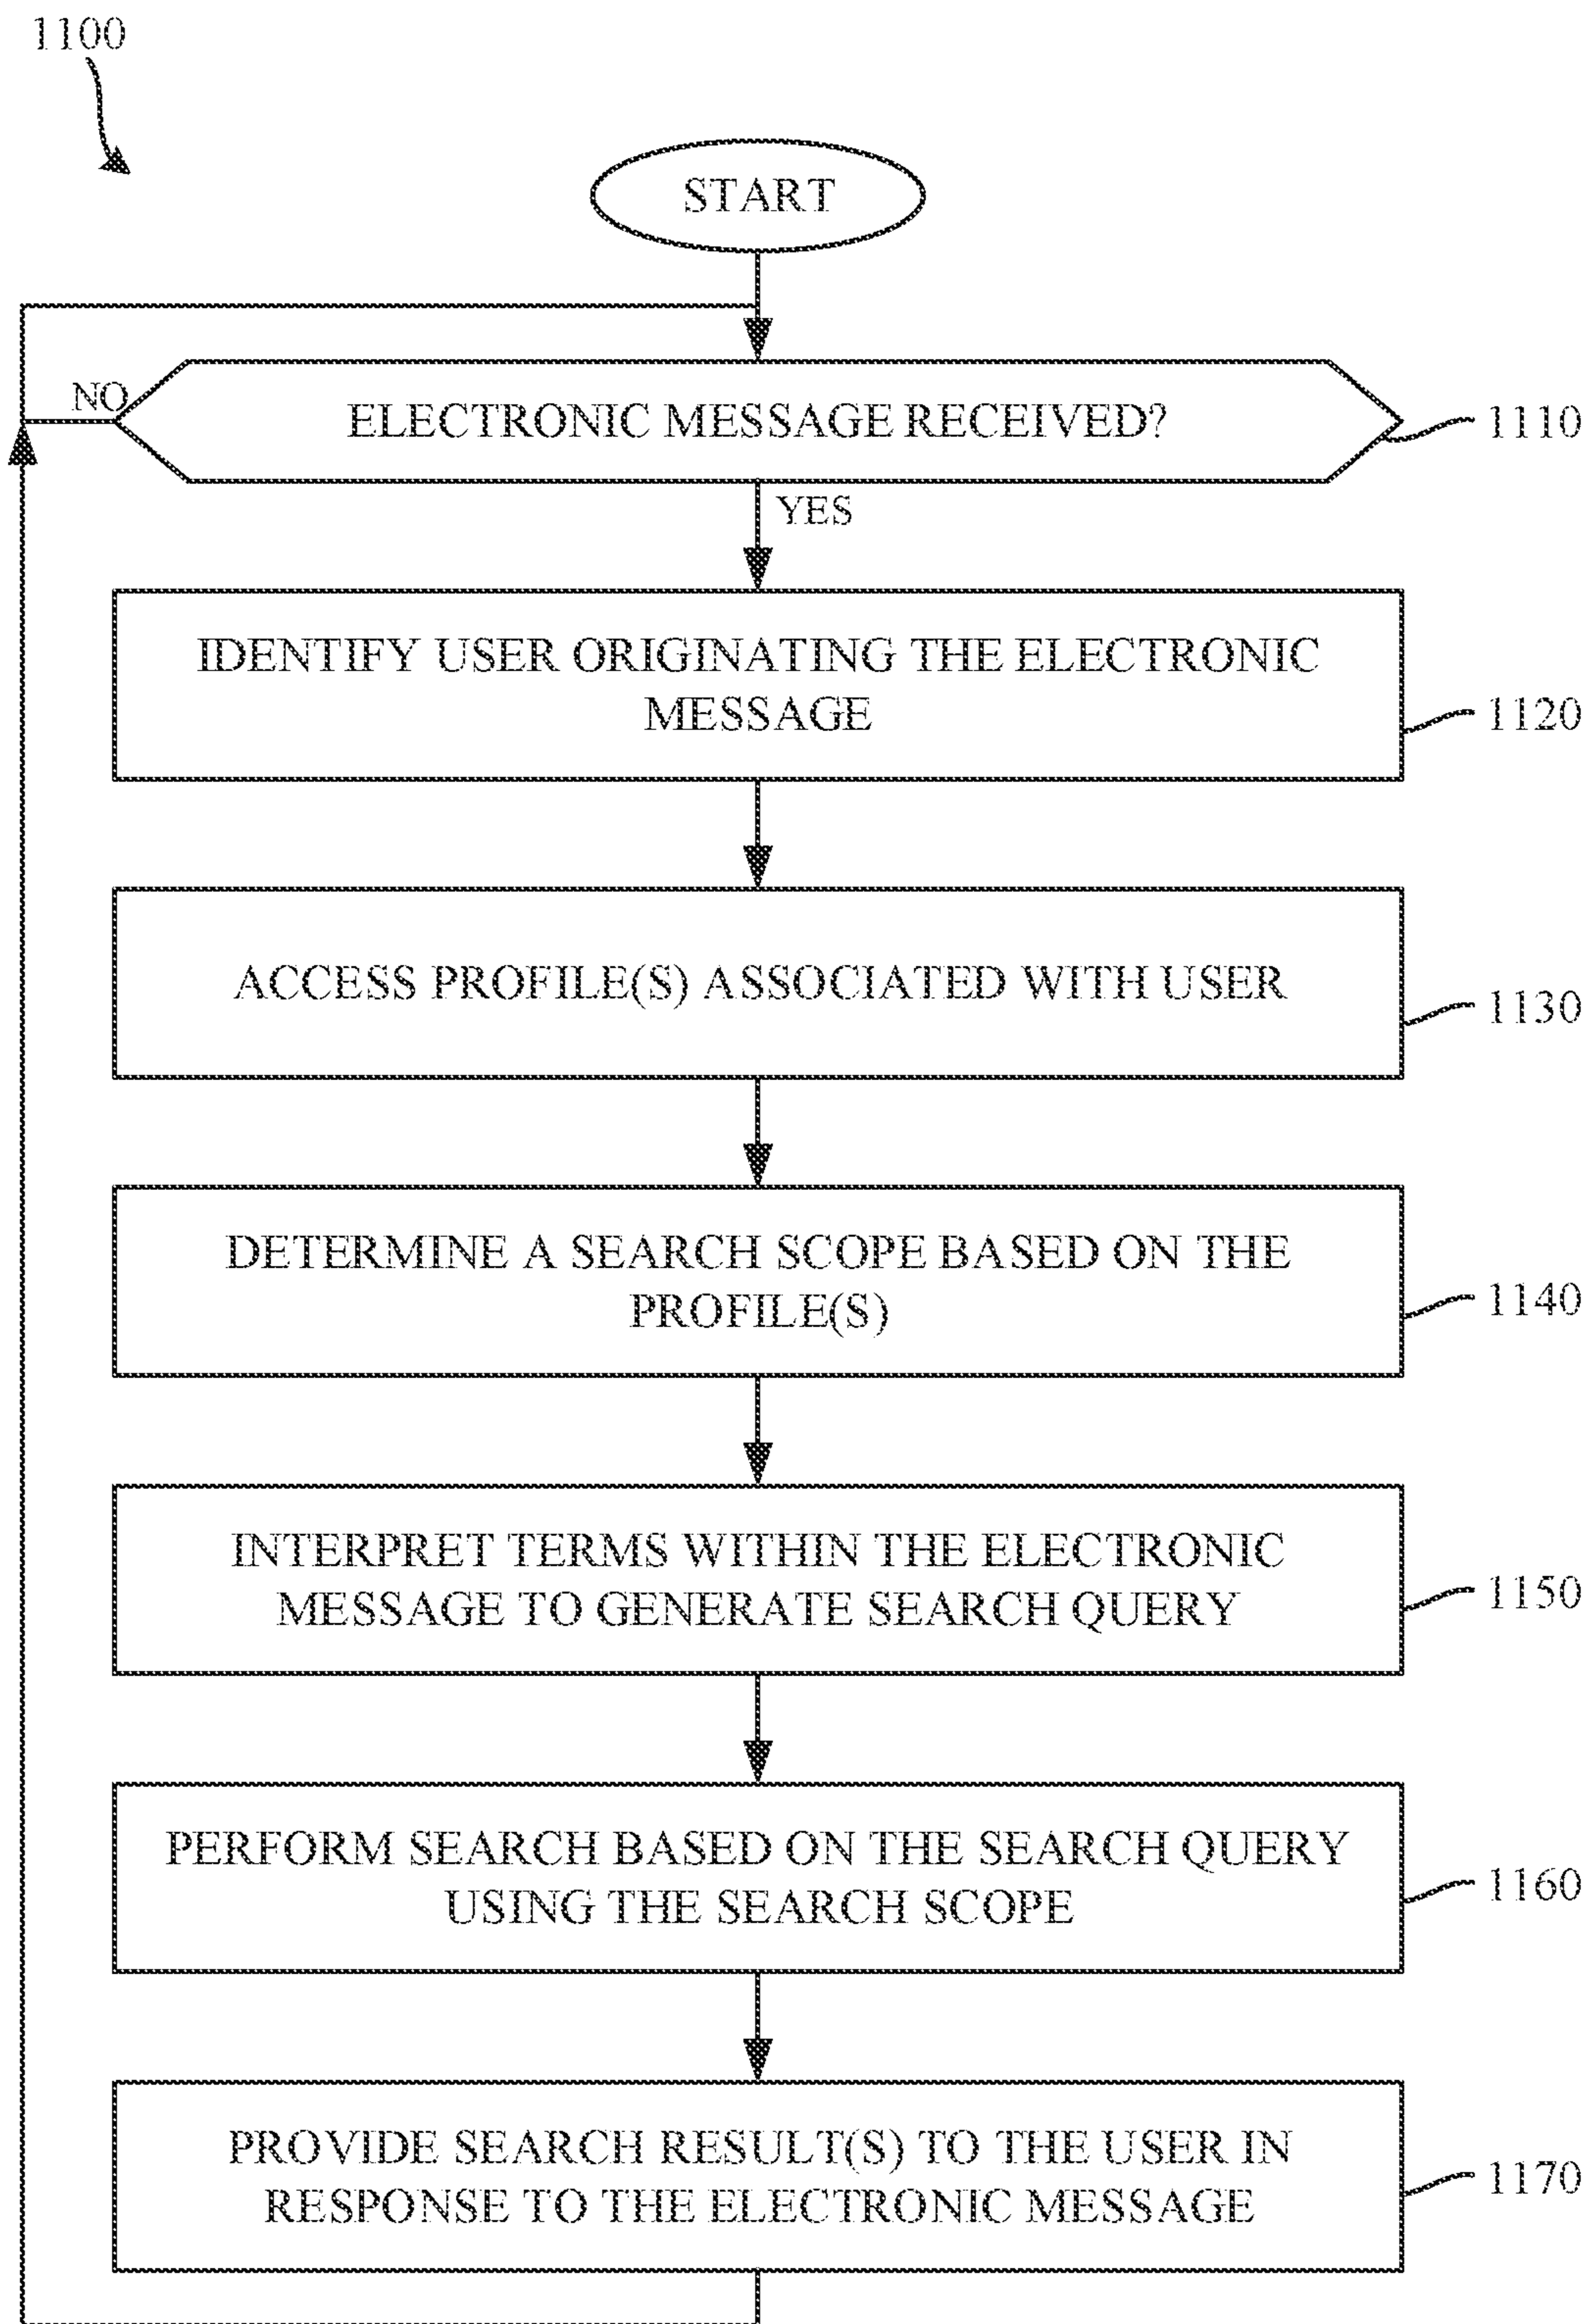 1100
START
NO
ELECTRONIC MESSAGE RECEIVED?
1110
YES
IDENTIFY USER ORIGINATING THE ELECTRONIC
MESSAGE
1120
ACCESS PROFILE(S) ASSOCIATED WITH USER
1130
DETERMINE A SEARCH SCOPE BASED ON THE
PROFILE(S)
1140
INTERPRET TERMS WITHIN THE ELECTRONIC
MESSAGE TO GENERATE SEARCH QUERY
1150
PERFORM SEARCH BASED ON THE SEARCH QUERY
USING THE SEARCH SCOPE
1160
PROVIDE SEARCH RESULT(S) TO THE USER IN
RESPONSE TO THE ELECTRONIC MESSAGE
1170